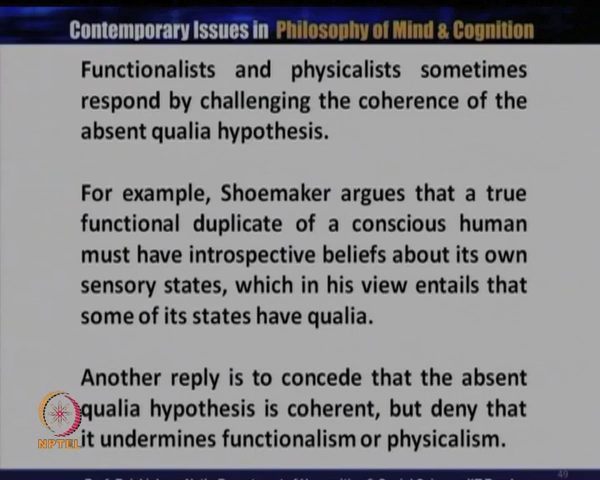 Contemporary Issues in Philosophy of Mind & Cognition
Functionalists and physicalists sometimes
respond by challenging the coherence of the
absent qualia hypothesis.
For example, Shoemaker argues that a true
functional duplicate of a conscious human
must have introspective beliefs about its own
sensory states, which in his view entails that
some of its states have qualia.
Another reply is to concede that the absent
qualia hypothesis is coherent, but deny that
it undermines functionalism or physicalism.
NPTEL
49